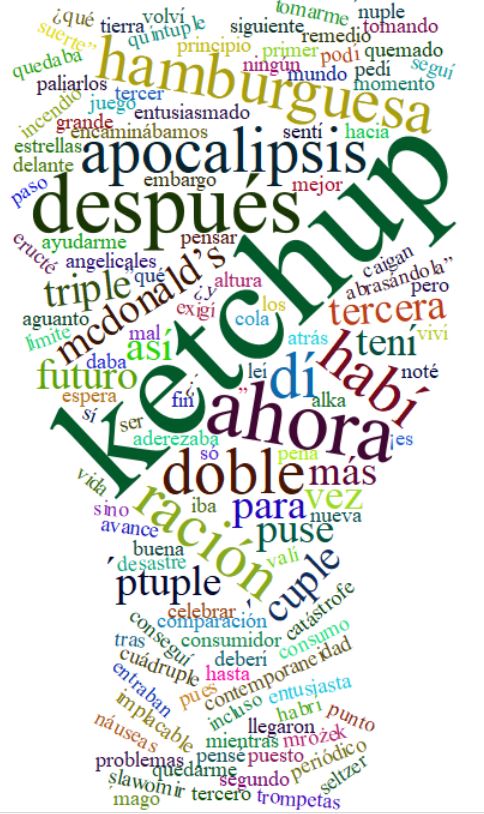 tomarme nuple
¿qué tierra volví siguiente remedio tomando
suerte" quíntuple
quedaba principio primer podí quemado seguí
hamburguesa ningún mundo pedí momento
paliarlos tercer
incendio juego entusiasmado
grande encaminábamos sentí hacia
estrellas apocalipsis
delante embargo mejor
paso después
eructé ayudarme pensar caigan
angelicales qué abrasándola" pero
triple mcdonald's ¿y altura tercera
aguanto exigí cola los
límite mal así atrás tení viví
futuro daba ketchup leí habí noté
espera fin ¿ " dí alka
sí ser ahora ¡es
aderezaba só pena
vida doble más
sino iba para vez
avance ración puse nueva
buena
desastre valí
´ptuple cuple
celebrar ´
comparación catástrofe
conseguí consumidor consumo
tras deberí contemporaneidad
cuádruple hasta
entraban pues incluso entusjasta
implacable habrí punto
náuseas llegaron
mientras mrożek
problemas pensé puesto periódico
quedarme seltzer
slawomir segundo
´mago tercero trompetas